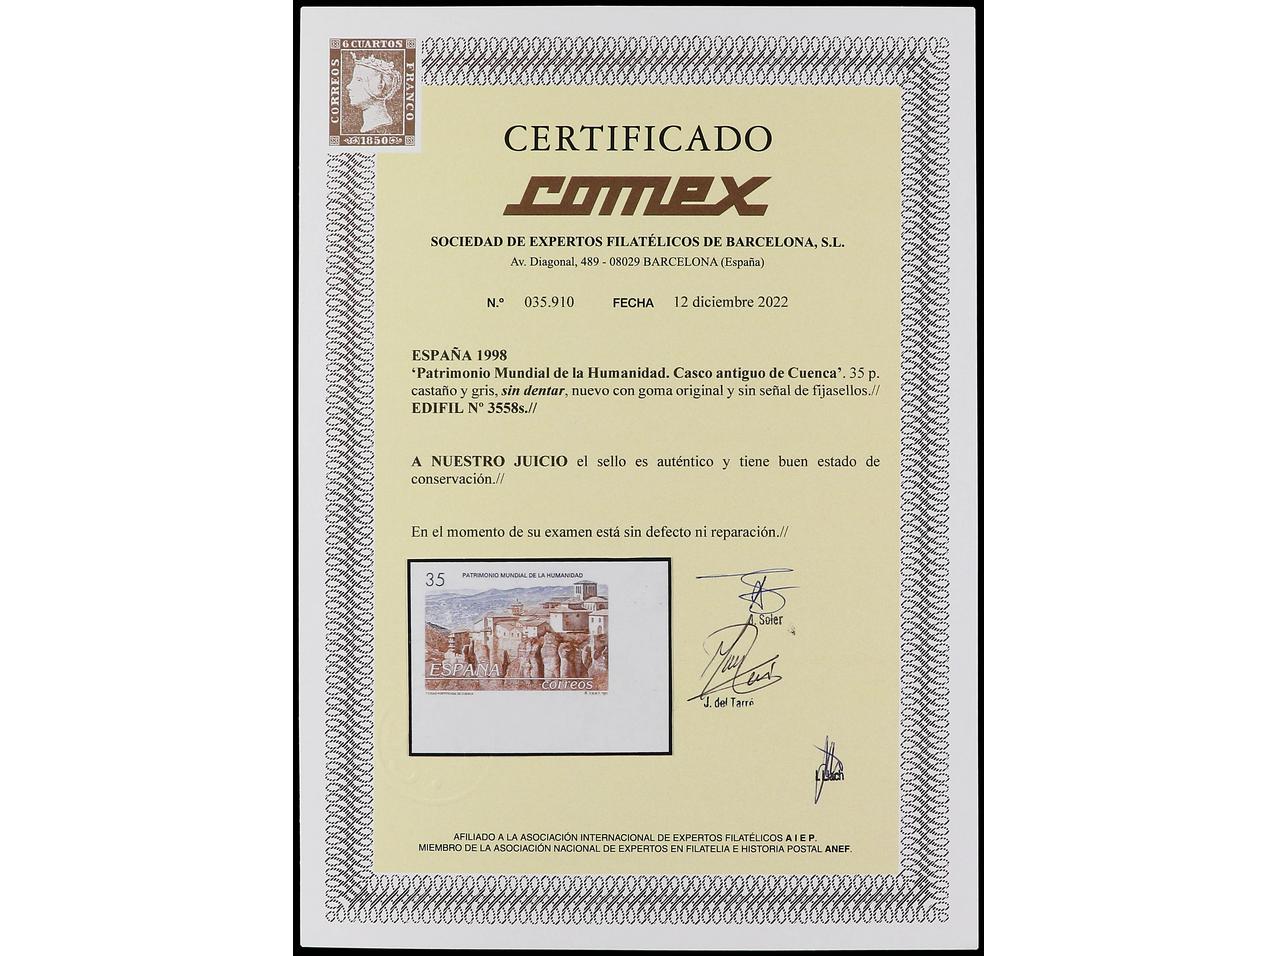 6 CUARTOS
CORREOS
FRANCO
1850
CERTIFICADO
comex
SOCIEDAD DE EXPERTOS FILATÉLICOS DE BARCELONA, S.L.
Av. Diagonal, 489 - 08029 BARCELONA (España)
N.º 035.910 FECHA 12 diciembre 2022
ESPAÑA 1998
‘Patrimonio Mundial de la Humanidad. Casco antiguo de Cuenca’. 35 p.
castaño y gris, sin dentar, nuevo con goma original y sin señal de fijasellos.//
EDIFIL Nº 3558s.//
A NUESTRO JUICIO el sello es auténtico y tiene buen estado de
conservación.//
En el momento de su examen está sin defecto ni reparación.//
35 PATRIMONIO MUNDIAL DE LA HUMANIDAD
ESPAÑA
correos
A. Soler
J. del Tarré
I. Llach
AFILIADO A LA ASOCIACIÓN INTERNACIONAL DE EXPERTOS FILATÉLICOS A I E P.
MIEMBRO DE LA ASOCIACIÓN NACIONAL DE EXPERTOS EN FILATELIA E HISTORIA POSTAL ANEF.